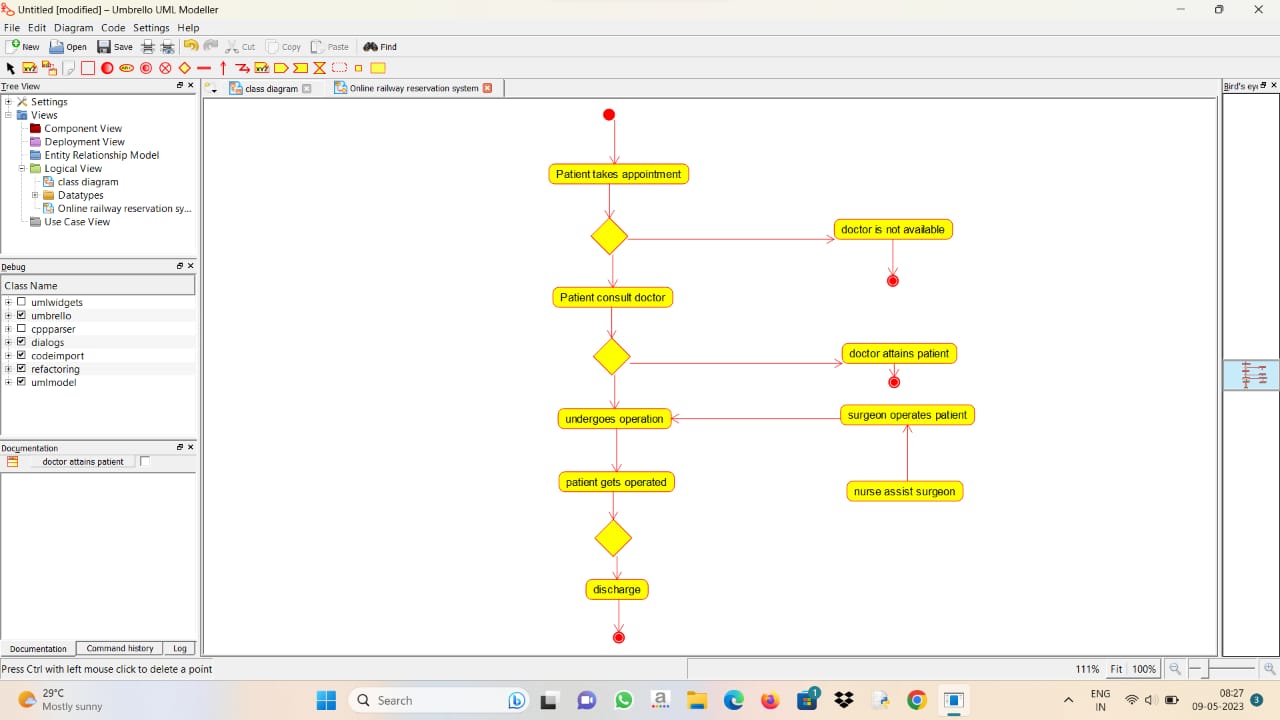 Untitled [modified] – Umbrello UML Modeller
File Edit Diagram Code Settings Help
New Open Save Cut Copy Paste Find
Tree View
class diagram
Online railway reservation system
Bird's eye
Settings
Views
Component View
Deployment View
Entity Relationship Model
Logical View
class diagram
Datatypes
Online railway reservation sy...
Use Case View
Debug
Class Name
umlwidgets
umbrello
cppparser
dialogs
codeimport
refactoring
umlmodel
Documentation
doctor attains patient
Documentation Command history Log
Patient takes appointment
doctor is not available
Patient consult doctor
doctor attains patient
undergoes operation
surgeon operates patient
patient gets operated
nurse assist surgeon
discharge
Press Ctrl with left mouse click to delete a point
111% Fit 100%
29°C
Mostly sunny
Search
1
ENG
IN
08:27
09-05-2023
3